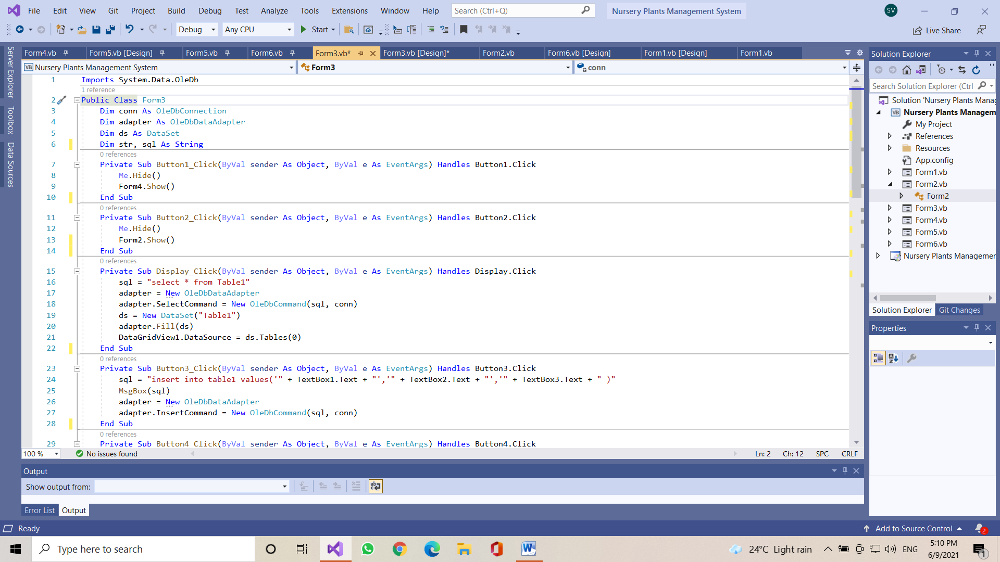 File Edit View Git Project Build Debug Test Analyze Tools Extensions Window Help Search (Ctrl+Q) Nursery Plants Management System SV
Debug Any CPU Start Live Share
Server Explorer
Toolbox
Data Sources
Form4.vb Form5.vb [Design] Form5.vb Form6.vb Form3.vb* Form3.vb [Design]* Form2.vb Form6.vb [Design] Form1.vb [Design] Form1.vb
VB Nursery Plants Management System Form3 conn
1 Imports System.Data.OleDb
1 reference
2 Public Class Form3
3 Dim conn As OleDbConnection
4 Dim adapter As OleDbDataAdapter
5 Dim ds As DataSet
6 Dim str, sql As String
0 references
7 Private Sub Button1_Click(ByVal sender As Object, ByVal e As EventArgs) Handles Button1.Click
8 Me.Hide()
9 Form4.Show()
10 End Sub
0 references
11 Private Sub Button2_Click(ByVal sender As Object, ByVal e As EventArgs) Handles Button2.Click
12 Me.Hide()
13 Form2.Show()
14 End Sub
0 references
15 Private Sub Display_Click(ByVal sender As Object, ByVal e As EventArgs) Handles Display.Click
16 sql = "select * from Table1"
17 adapter = New OleDbDataAdapter
18 adapter.SelectCommand = New OleDbCommand(sql, conn)
19 ds = New DataSet("Table1")
20 adapter.Fill(ds)
21 DataGridView1.DataSource = ds.Tables(0)
22 End Sub
0 references
23 Private Sub Button3_Click(ByVal sender As Object, ByVal e As EventArgs) Handles Button3.Click
24 sql = "insert into table1 values('" + TextBox1.Text + "','" + TextBox2.Text + "','" + TextBox3.Text + " )"
25 MsgBox(sql)
26 adapter = New OleDbDataAdapter
27 adapter.InsertCommand = New OleDbCommand(sql, conn)
28 End Sub
0 references
29 Private Sub Button4_Click(ByVal sender As Object, ByVal e As EventArgs) Handles Button4.Click
100 % No issues found Ln: 2 Ch: 12 SPC CRLF
Output
Show output from:
Error List Output
Solution Explorer
Search Solution Explorer (Ctrl
Solution 'Nursery Plants Manag
VB Nursery Plants Managem
My Project
References
Resources
App.config
Form1.vb
Form2.vb
Form2
Form3.vb
Form4.vb
Form5.vb
Form6.vb
Nursery Plants Managemer
Solution Explorer Git Changes
Properties
Ready Add to Source Control 2
Type here to search 24°C Light rain ENG 5:10 PM 6/9/2021 1